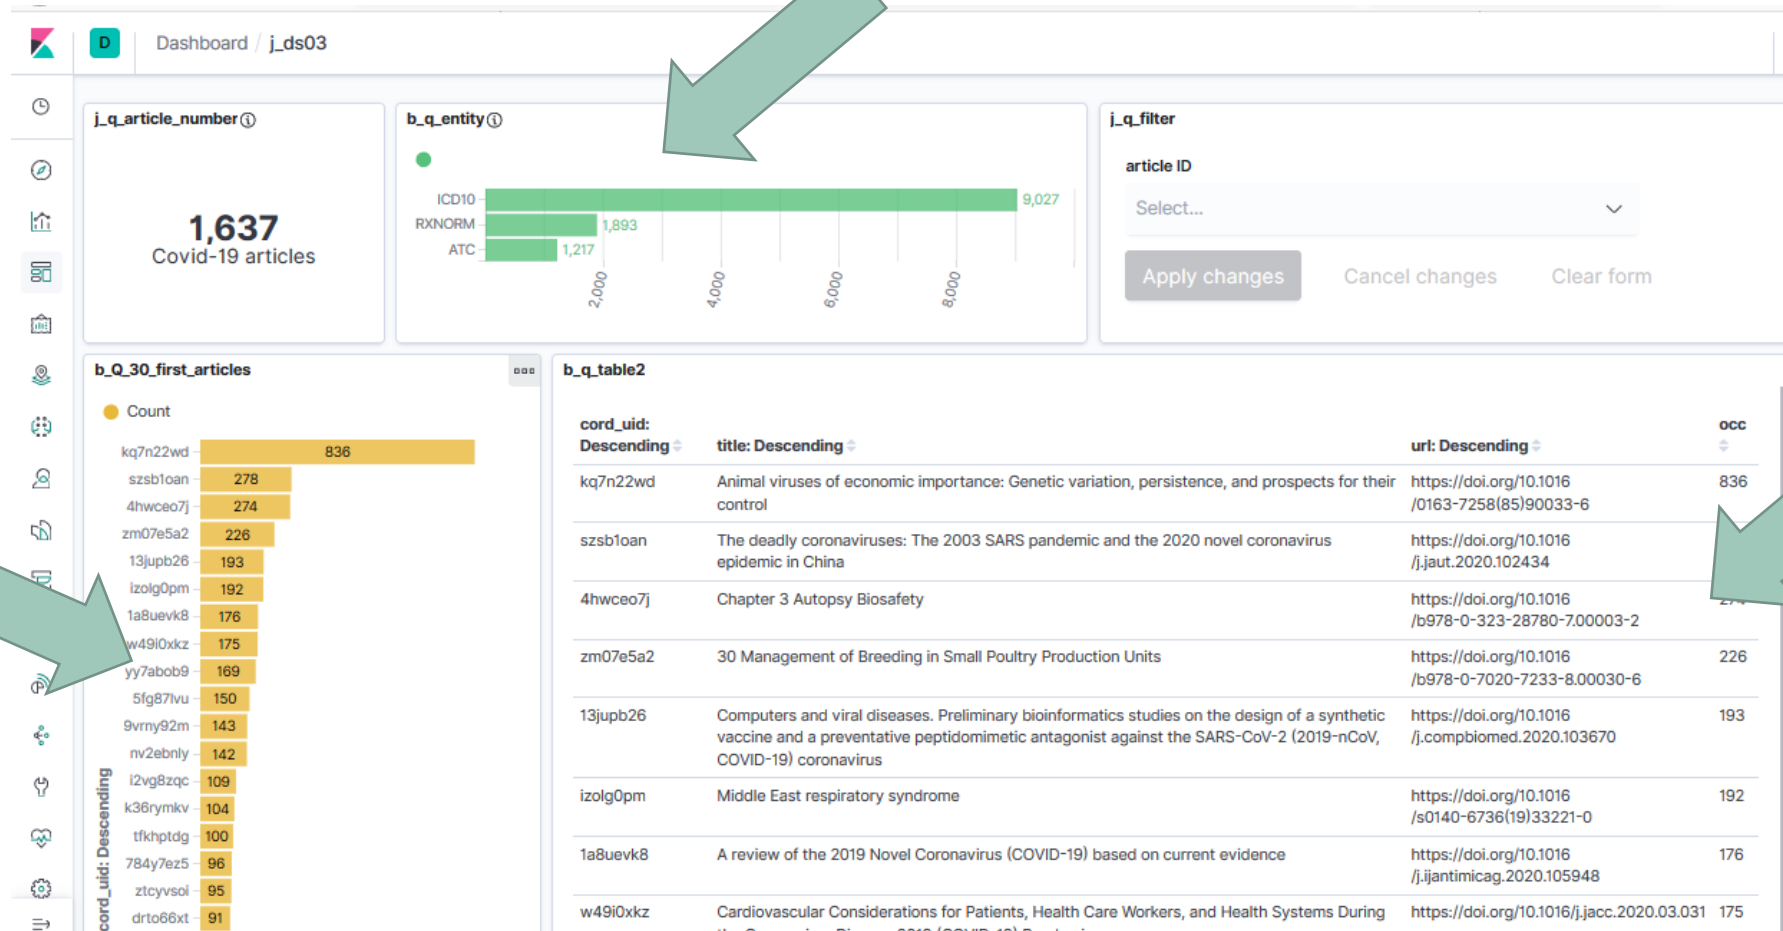 D Dashboard / j_ds03
j_q_article_number
1,637
Covid-19 articles
b_q_entity
ICD10 9,027
RXNORM 1,893
ATC 1,217
2,000 4,000 6,000 8,000
j_q_filter
article ID
Select...
Apply changes Cancel changes Clear form
b_Q_30_first_articles
Count
kq7n22wd 836
szsb1oan 278
4hwceo7j 274
zm07e5a2 226
13jupb26 193
izolg0pm 192
1a8uevk8 176
w49i0xkz 175
yy7abob9 169
5fg87lvu 150
9vrny92m 143
nv2ebnly 142
i2vg8zqc 109
k36rymkv 104
tfkhptdg 100
784y7ez5 96
ztcyvsoi 95
drto66xt 91
cord_uid: Descending
b_q_table2
cord_uid:
Descending title: Descending url: Descending occ
kq7n22wd Animal viruses of economic importance: Genetic variation, persistence, and prospects for their https://doi.org/10.1016 836
control /0163-7258(85)90033-6
szsb1oan The deadly coronaviruses: The 2003 SARS pandemic and the 2020 novel coronavirus https://doi.org/10.1016
epidemic in China /j.jaut.2020.102434
4hwceo7j Chapter 3 Autopsy Biosafety https://doi.org/10.1016
/b978-0-323-28780-7.00003-2
zm07e5a2 30 Management of Breeding in Small Poultry Production Units https://doi.org/10.1016 226
/b978-0-7020-7233-8.00030-6
13jupb26 Computers and viral diseases. Preliminary bioinformatics studies on the design of a synthetic https://doi.org/10.1016 193
vaccine and a preventative peptidomimetic antagonist against the SARS-CoV-2 (2019-nCoV, /j.compbiomed.2020.103670
COVID-19) coronavirus
izolg0pm Middle East respiratory syndrome https://doi.org/10.1016 192
/s0140-6736(19)33221-0
1a8uevk8 A review of the 2019 Novel Coronavirus (COVID-19) based on current evidence https://doi.org/10.1016 176
/j.ijantimicag.2020.105948
w49i0xkz Cardiovascular Considerations for Patients, Health Care Workers, and Health Systems During https://doi.org/10.1016/j.jacc.2020.03.031 175